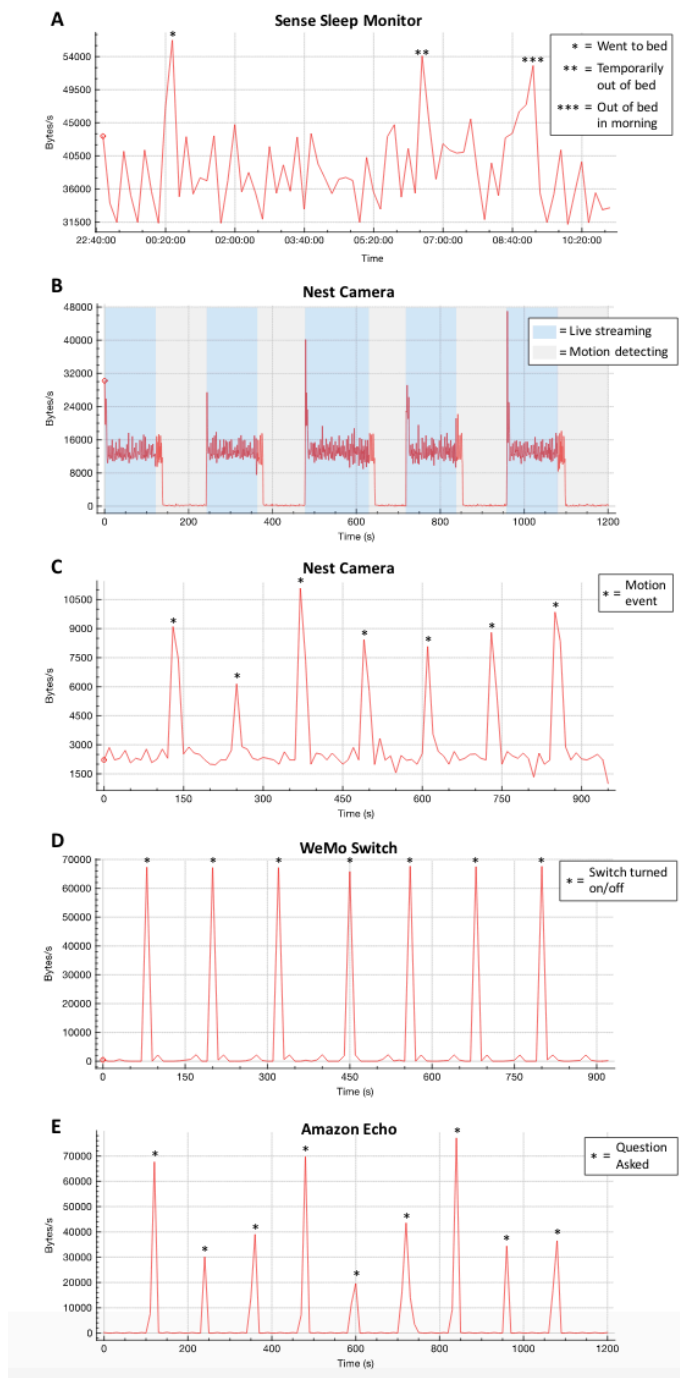 A
Sense Sleep Monitor
54000
49500
45000
40500
36000
31500
Bytes/s
*
**
***
* = Went to bed
** = Temporarily
out of bed
*** = Out of bed
in morning
22:40:00 00:20:00 02:00:00 03:40:00 05:20:00 07:00:00 08:40:00 10:20:00
Time
B
Nest Camera
48000
40000
32000
24000
16000
8000
0
Bytes/s
= Live streaming
= Motion detecting
0 200 400 600 800 1000 1200
Time (s)
C
Nest Camera
10500
9000
7500
6000
4500
3000
1500
Bytes/s
* * * * * * *
* = Motion
event
0 150 300 450 600 750 900
Time (s)
D
WeMo Switch
70000
60000
50000
40000
30000
20000
10000
0
Bytes/s
* * * * * * *
* = Switch turned
on/off
0 150 300 450 600 750 900
Time (s)
E
Amazon Echo
70000
60000
50000
40000
30000
20000
10000
0
Bytes/s
* * * * * * * * *
* = Question
Asked
0 200 400 600 800 1000 1200
Time (s)